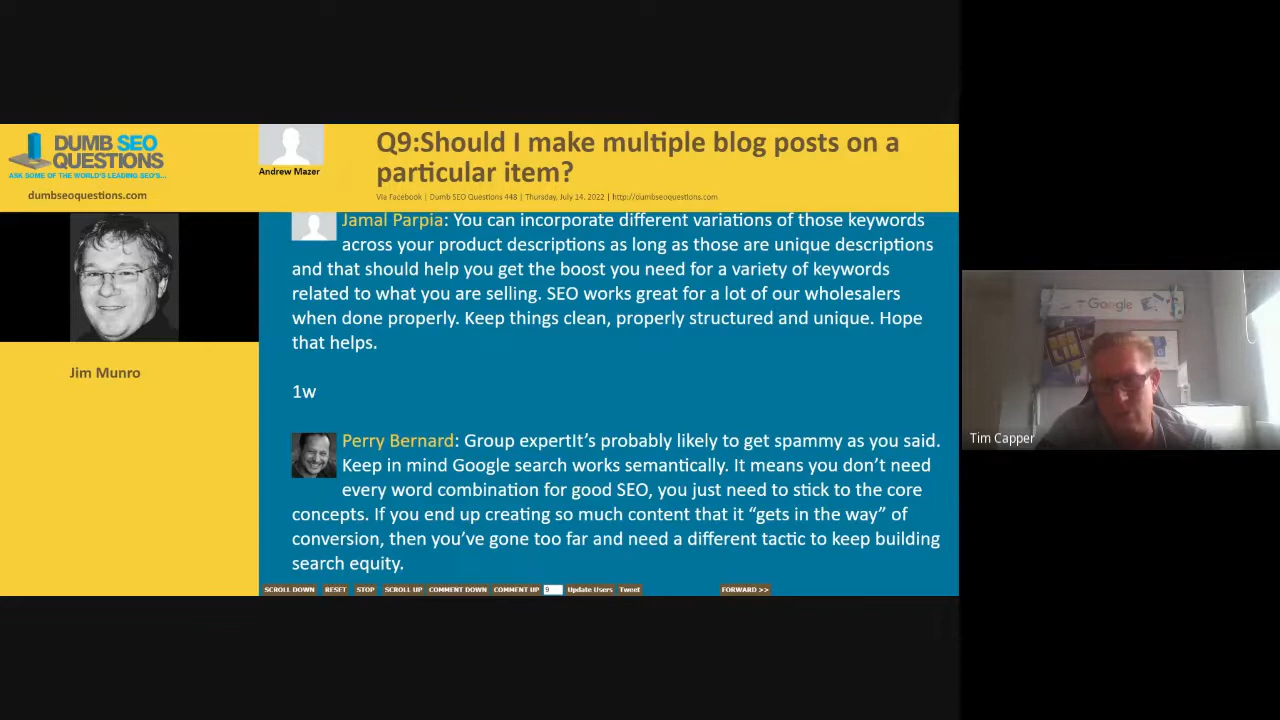 DUMB SEO
QUESTIONS
ASK SOME OF THE WORLD'S LEADING SEO'S...
dumbseoquestions.com
Andrew Mazer
Q9:Should I make multiple blog posts on a
particular item?
Via Facebook | Dumb SEO Questions 448 | Thursday, July 14. 2022 | http://dumbseoquestions.com
Jim Munro
Jamal Parpia: You can incorporate different variations of those keywords
across your product descriptions as long as those are unique descriptions
and that should help you get the boost you need for a variety of keywords
related to what you are selling. SEO works great for a lot of our wholesalers
when done properly. Keep things clean, properly structured and unique. Hope
that helps.
1w
Perry Bernard: Group expertIt’s probably likely to get spammy as you said.
Keep in mind Google search works semantically. It means you don’t need
every word combination for good SEO, you just need to stick to the core
concepts. If you end up creating so much content that it “gets in the way” of
conversion, then you’ve gone too far and need a different tactic to keep building
search equity.
SCROLL DOWN RESET STOP SCROLL UP COMMENT DOWN COMMENT UP 9 Update Users Tweet FORWARD >>
Google
Tim Capper